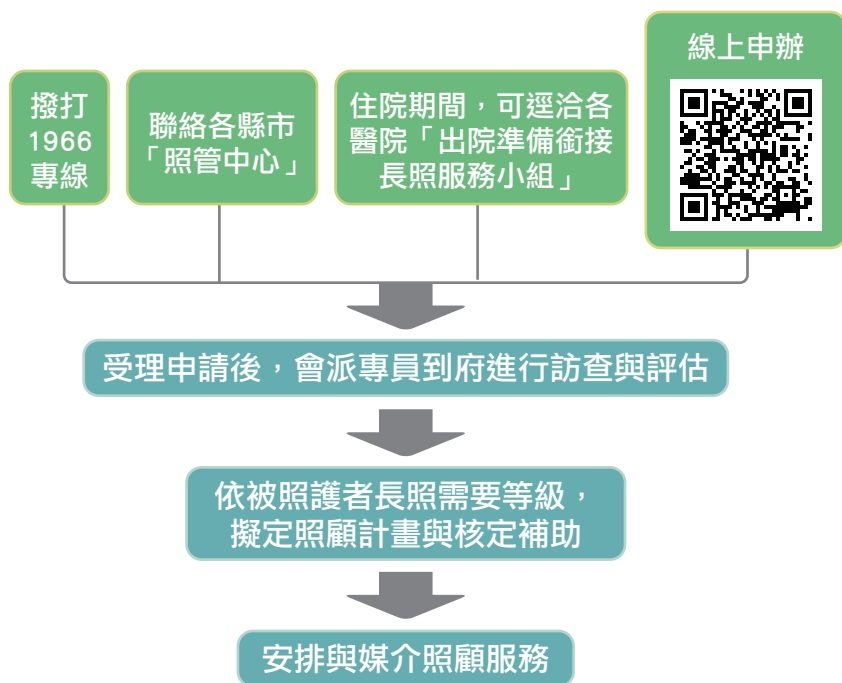 撥打
1966
專線
聯絡各縣市
「照管中心」
住院期間，可逕洽各
醫院「出院準備銜接
長照服務小組」
線上申辦
受理申請後，會派專員到府進行訪查與評估
依被照護者長照需要等級，
擬定照顧計畫與核定補助
安排與媒介照顧服務